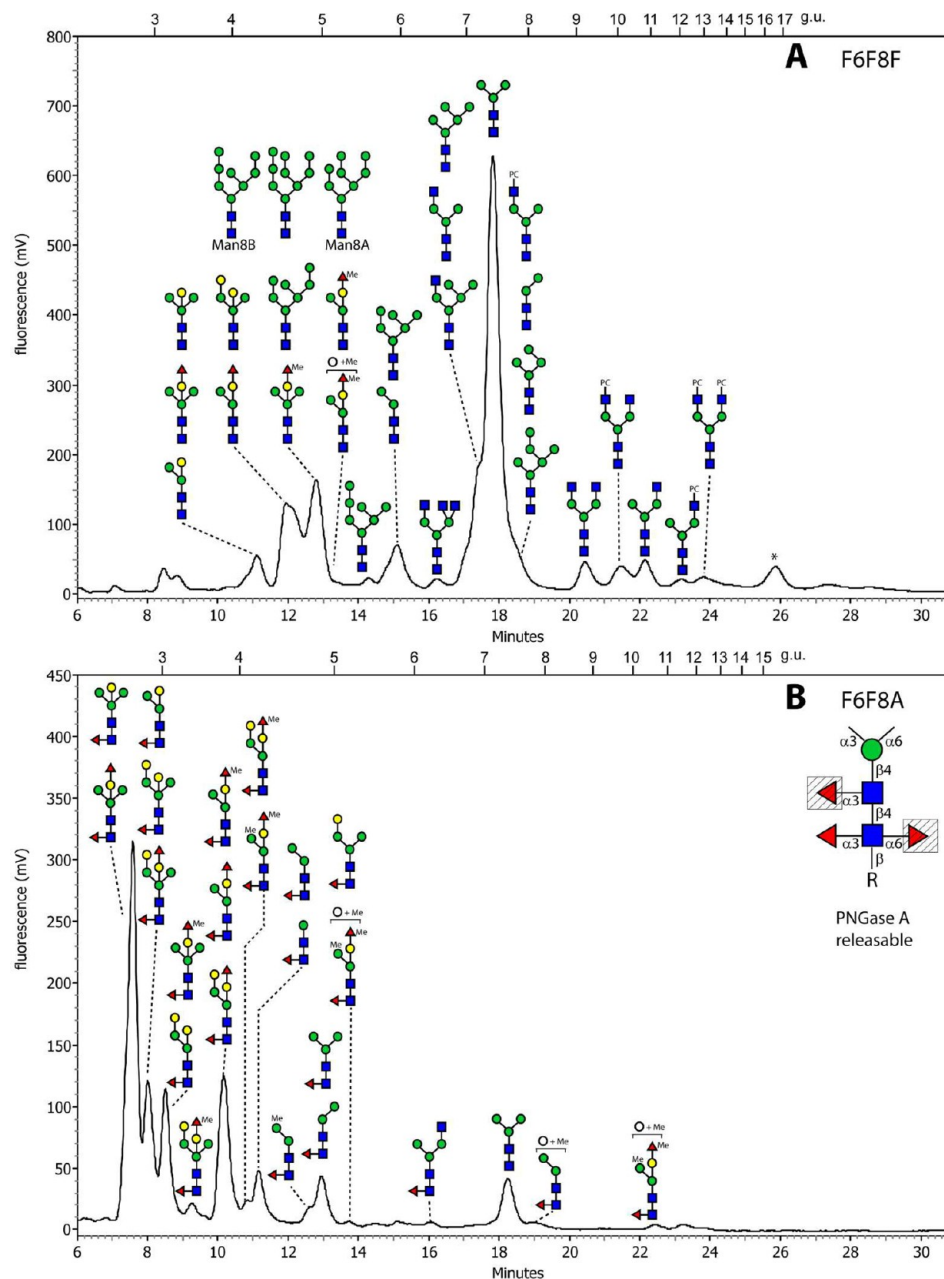 3 4 5 6 7 8 9 10 11 12 13 14 15 16 17 g.u.
800
A F6F8F
700
PC
600
Man8B Man8A
500
fluorescence (mV)
Me
400
Me O +Me
Me
300
PC PC PC
200
PC
100
*
0
6 8 10 12 14 16 18 20 22 24 26 28 30
Minutes
3 4 5 6 7 8 9 10 11 12 13 14 15 g.u.
450
B F6F8A
Me
400
α3 α6
β4
Me
350
Me
Me
α3
β4
300
α3 α6
β
O + Me
R
Me
250
Me
Me
PNGase A
releasable
fluorescence (mV)
200
150
100
Me
Me
O + Me
O + Me
Me
Me
50
0
6 8 10 12 14 16 18 20 22 24 26 28 30
Minutes